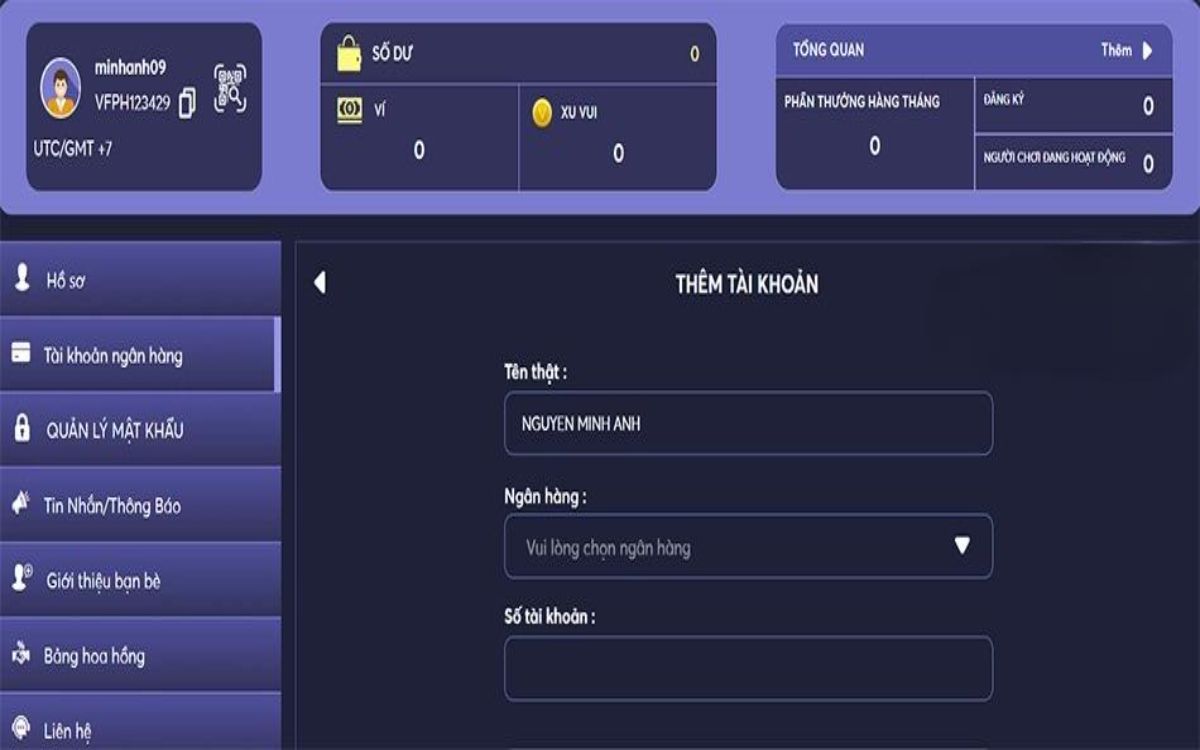 minhanh09
VFPH123429
UTC/GMT +7
SỐ DƯ 0
VÍ
0
XU VUI
0
TỔNG QUAN Thêm
PHẦN THƯỞNG HÀNG THÁNG
0
ĐĂNG KÝ 0
NGƯỜI CHƠI ĐANG HOẠT ĐỘNG 0
Hồ sơ
Tài khoản ngân hàng
QUẢN LÝ MẬT KHẨU
Tin Nhắn/Thông Báo
Giới thiệu bạn bè
Bảng hoa hồng
Liên hệ
THÊM TÀI KHOẢN
Tên thật :
NGUYEN MINH ANH
Ngân hàng :
Vui lòng chọn ngân hàng
Số tài khoản :